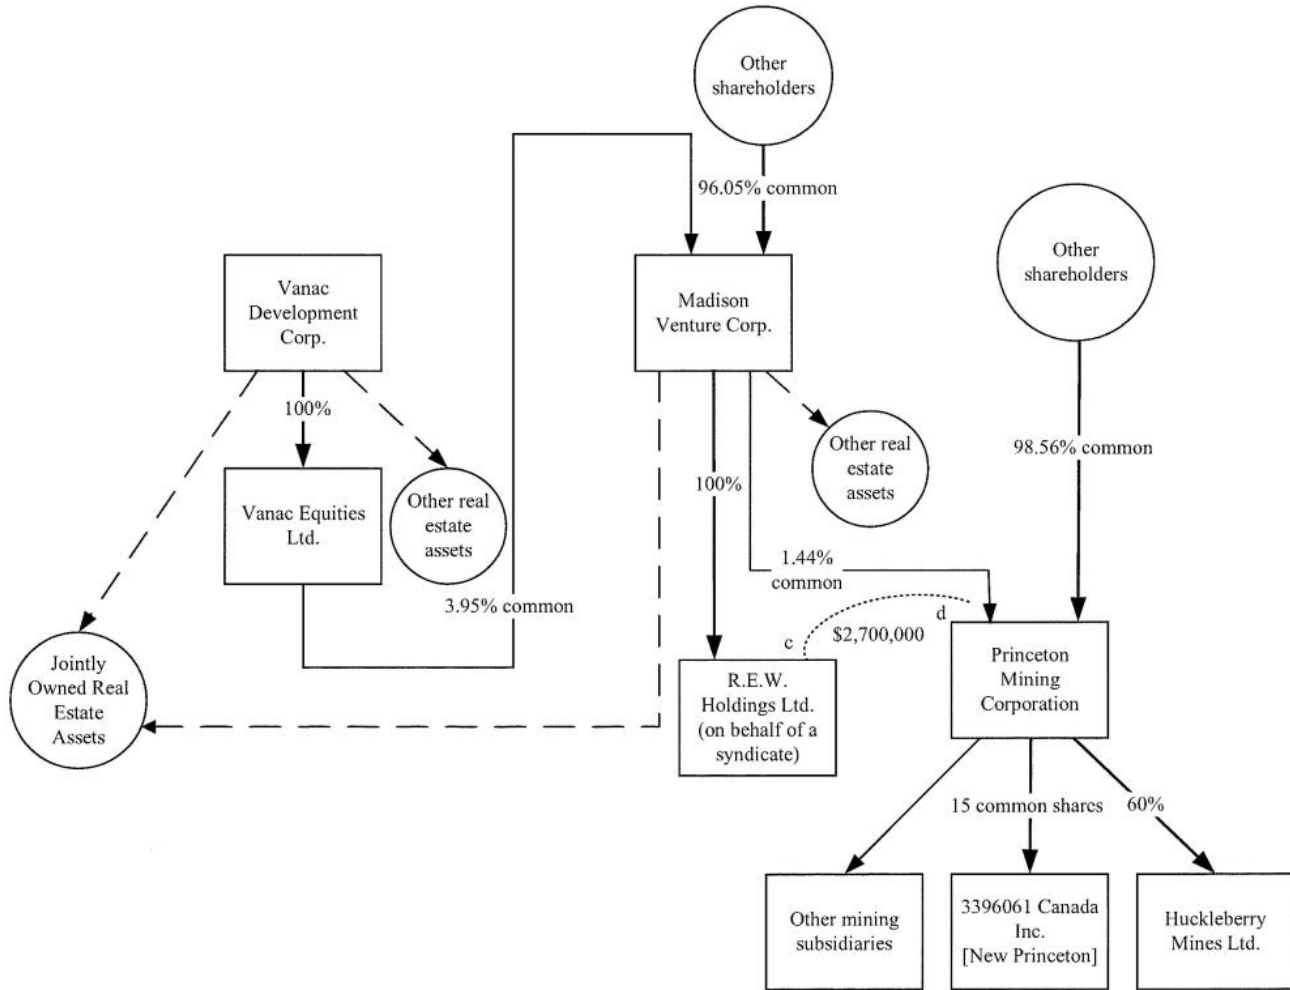 Other
shareholders
96.05% common
Other
shareholders
Vanac
Development
Corp.
Madison
Venture Corp.
100%
98.56% common
Other real
estate
assets
100%
Vanac Equities
Ltd.
Other real
estate
assets
1.44%
common
3.95% common
d
$2,700,000
c
Jointly
Owned Real
Estate
Assets
R.E.W.
Holdings Ltd.
(on behalf of a
syndicate)
Princeton
Mining
Corporation
15 common shares
60%
Other mining
subsidiaries
3396061 Canada
Inc.
[New Princeton]
Huckleberry
Mines Ltd.